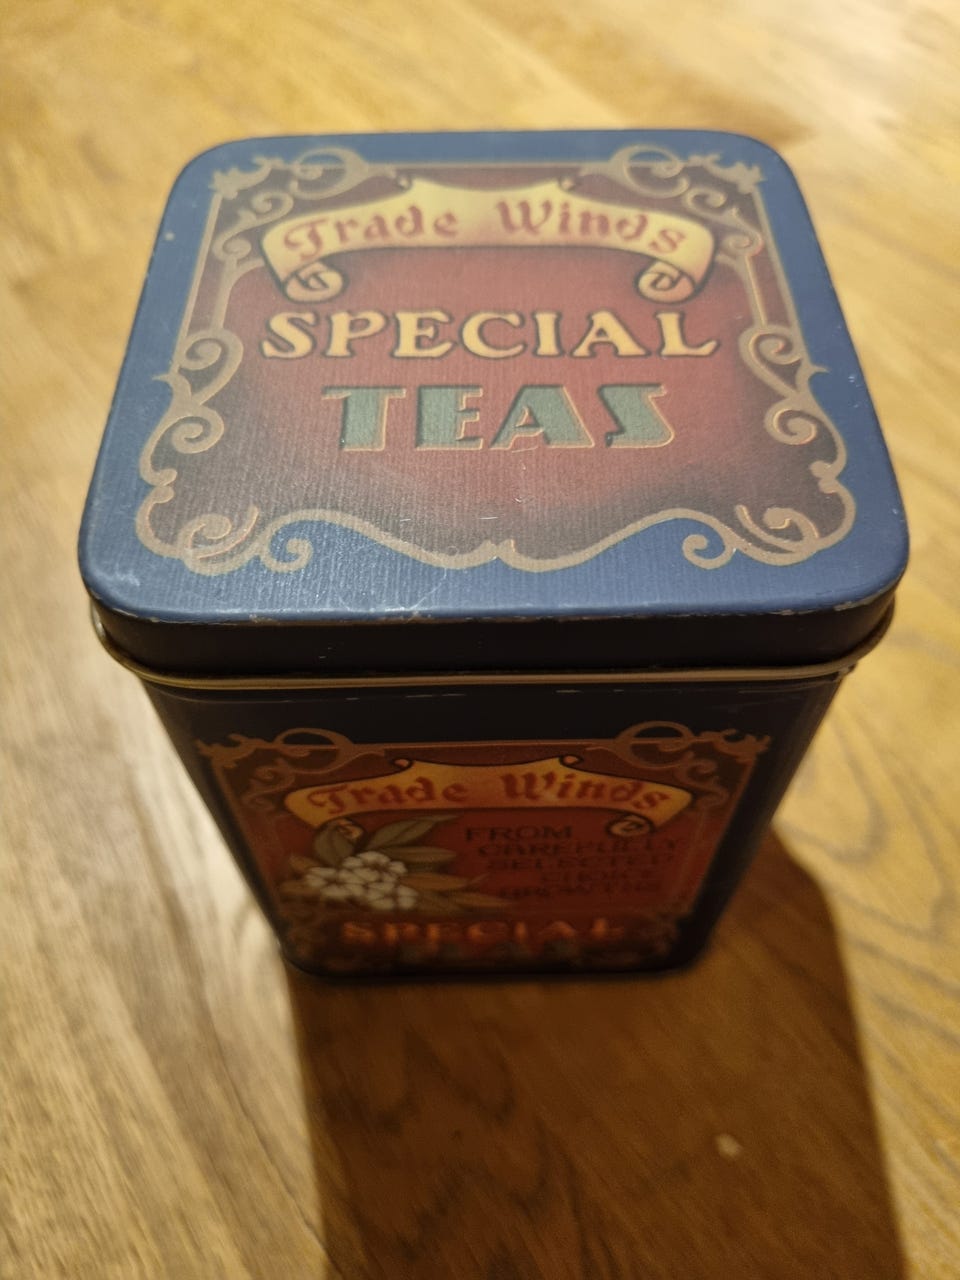 Trade Winds
SPECIAL
TEAS
Trade Winds
FROM
CAREFULLY
SELECTED
CHOICE
GROWTHS
SPECIAL